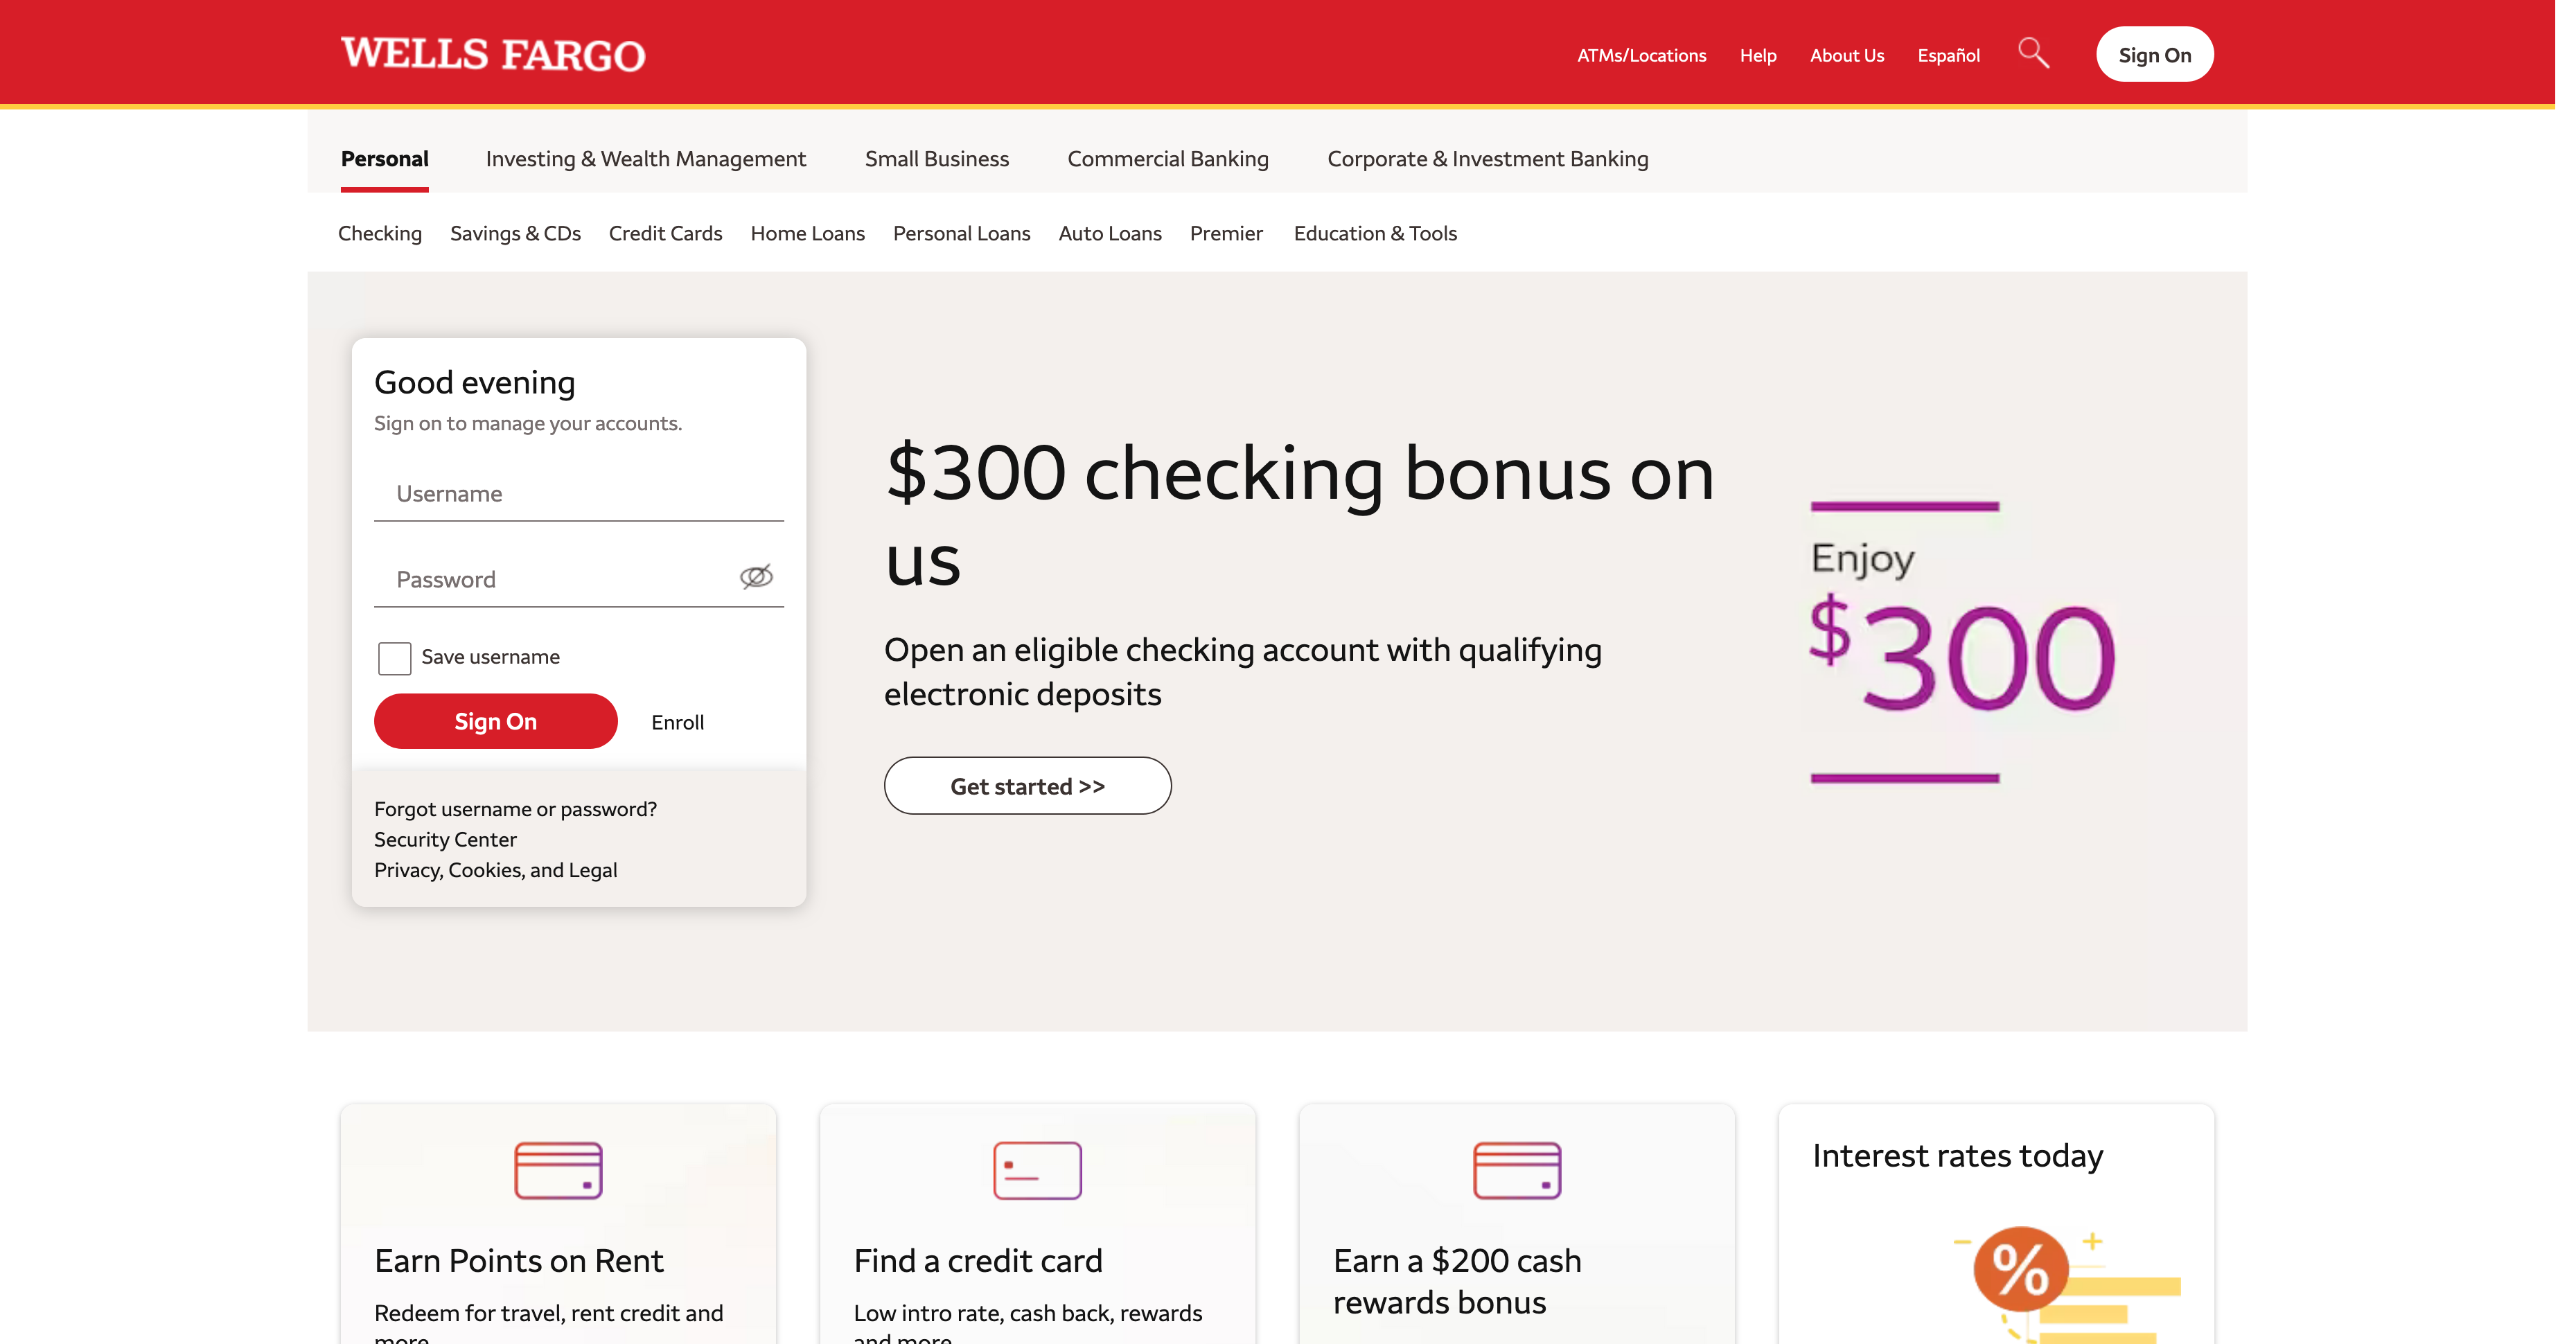 WELLS FARGO
ATMs/Locations Help About Us Español Sign On
Personal Investing & Wealth Management Small Business Commercial Banking Corporate & Investment Banking
Checking Savings & CDs Credit Cards Home Loans Personal Loans Auto Loans Premier Education & Tools
Good evening
Sign on to manage your accounts.
Username
Password
Save username
Sign On Enroll
Forgot username or password?
Security Center
Privacy, Cookies, and Legal
$300 checking bonus on
us
Open an eligible checking account with qualifying
electronic deposits
Get started >>
Enjoy
$300
Earn Points on Rent
Redeem for travel, rent credit and
more
Find a credit card
Low intro rate, cash back, rewards
and more
Earn a $200 cash
rewards bonus
Interest rates today
%